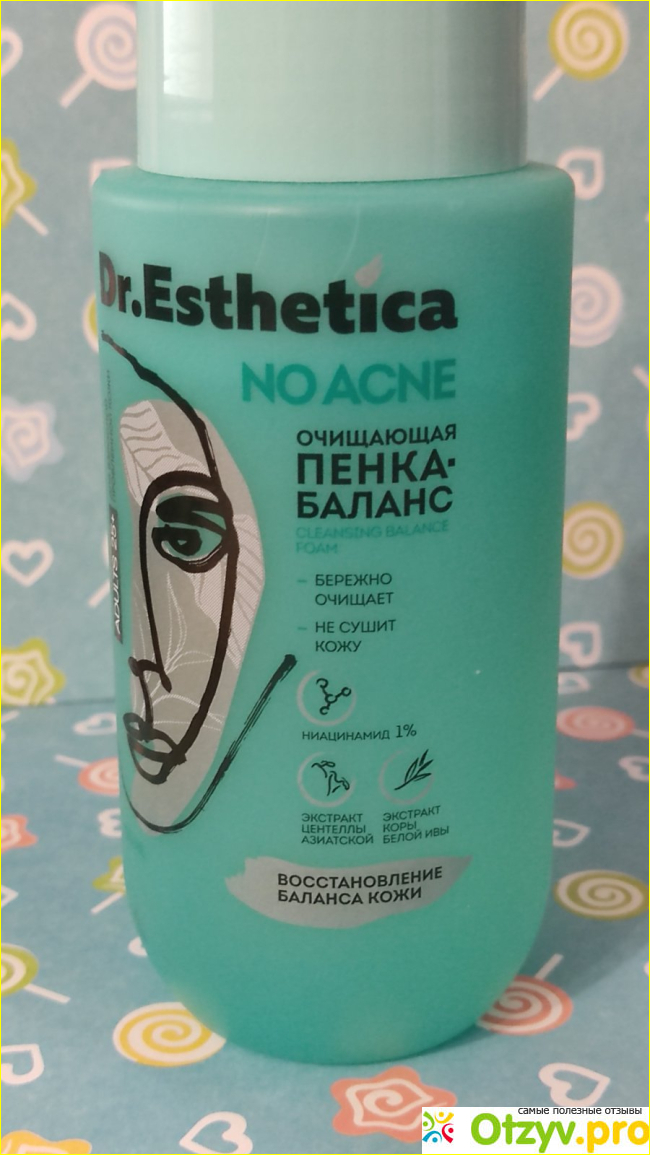 Dr.Esthetica
NO ACNE
ОЧИЩАЮЩАЯ
ПЕНКА-
БАЛАНС
CLEANSING BALANCE
FOAM
– БЕРЕЖНО
ОЧИЩАЕТ
– НЕ СУШИТ
КОЖУ
НИАЦИНАМИД 1%
ЭКСТРАКТ
ЦЕНТЕЛЛЫ
АЗИАТСКОЙ
ЭКСТРАКТ
КОРЫ
БЕЛОЙ ИВЫ
ВОССТАНОВЛЕНИЕ
БАЛАНСА КОЖИ
самые полезные отзывы
Otzyv.pro